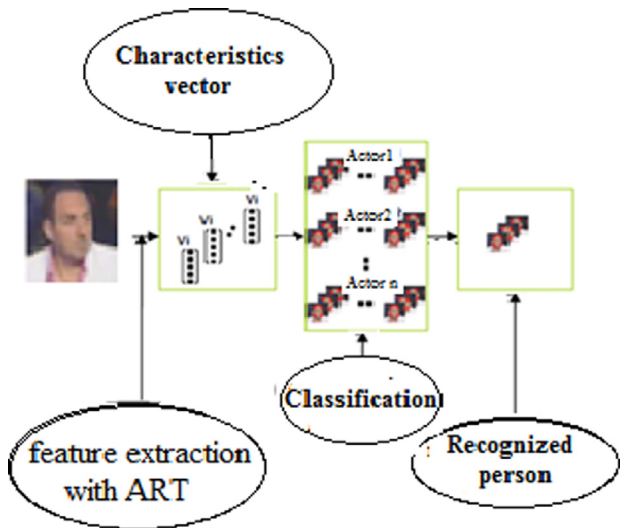 Characteristics
vector
Vi
Vi
Vi
Actor1
Actor2
Actor n
Classification
feature extraction
with ART
Recognized
person